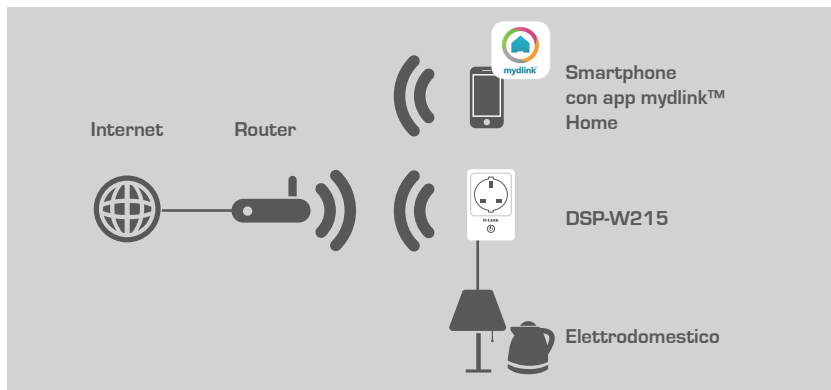 mydlink
Smartphone
con app mydlink™
Home
Internet
Router
D-Link
DSP-W215
Elettrodomestico